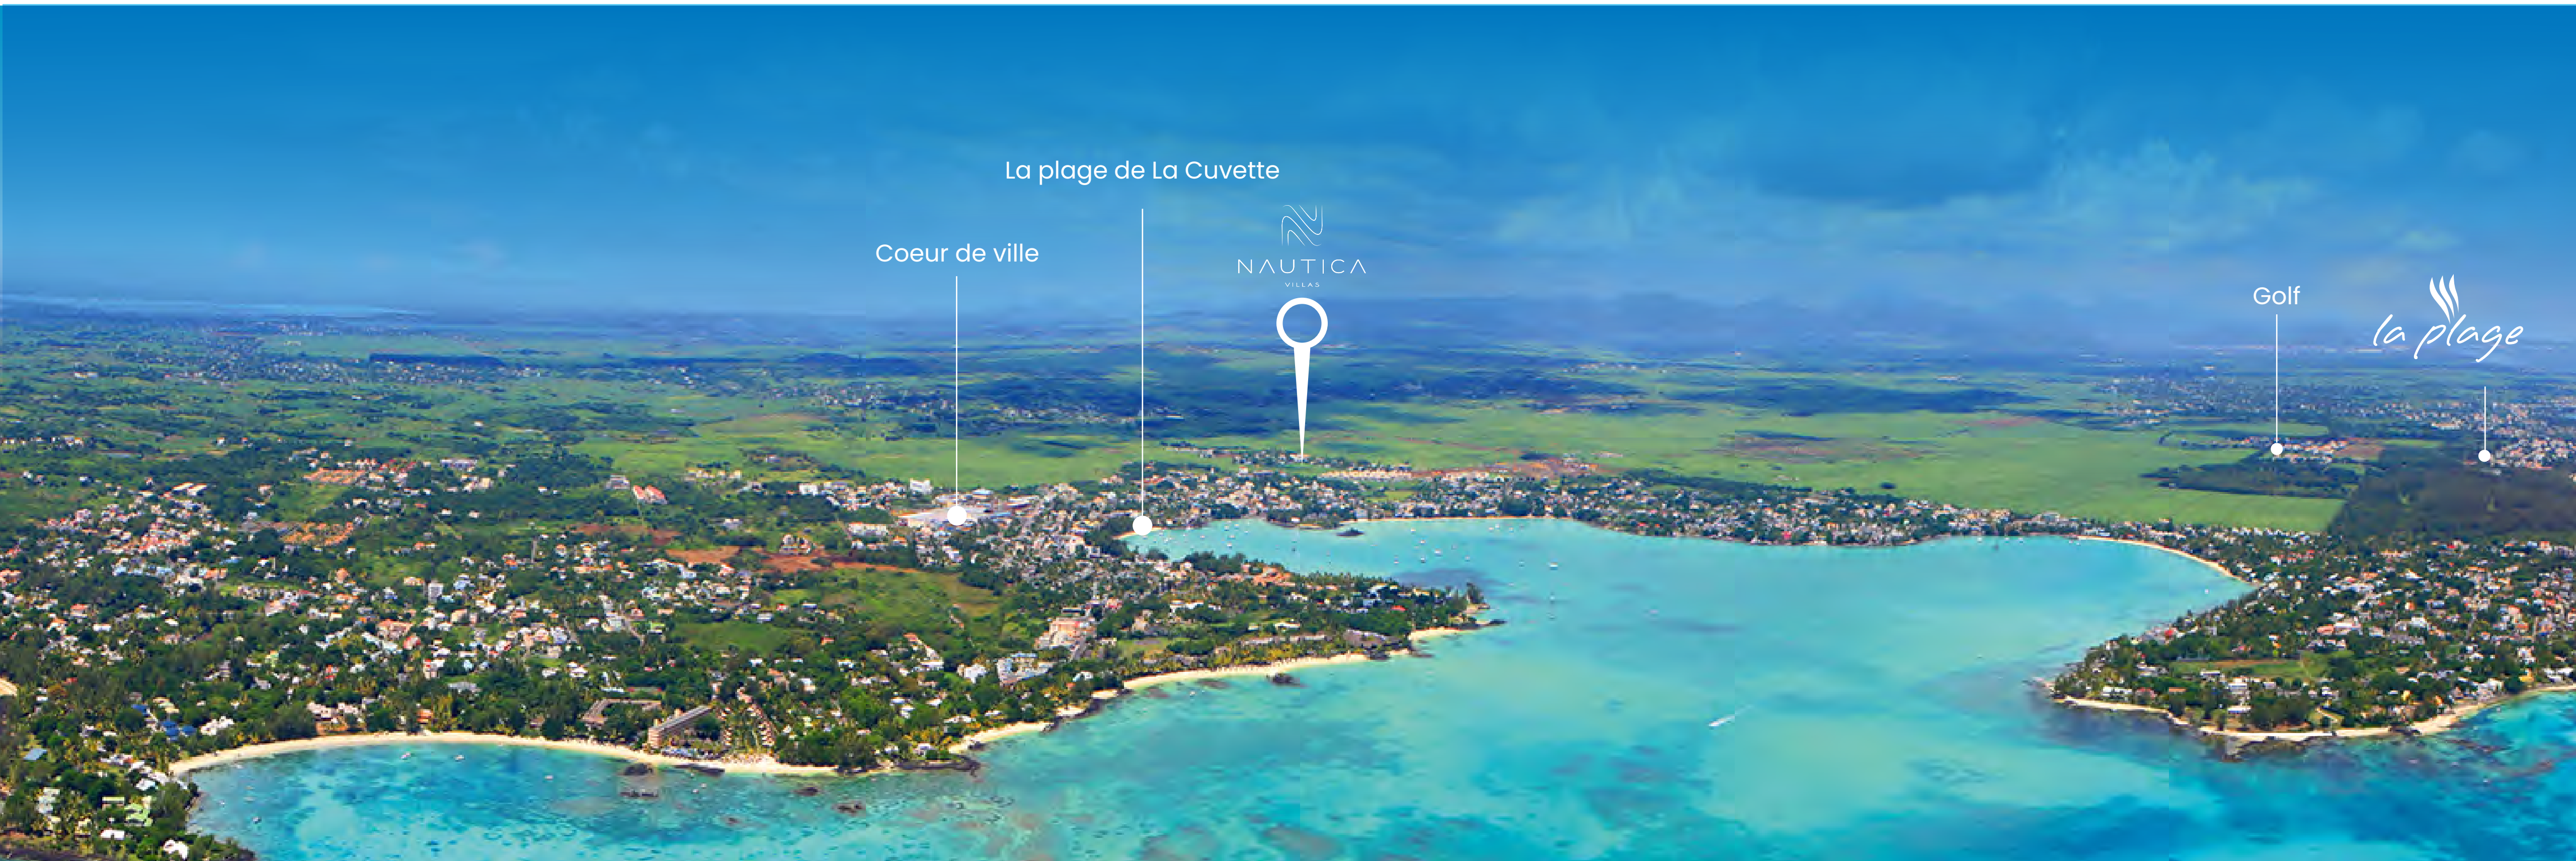 La plage de La Cuvette
Coeur de ville
NAUTICA
VILLAS
Golf
la plage